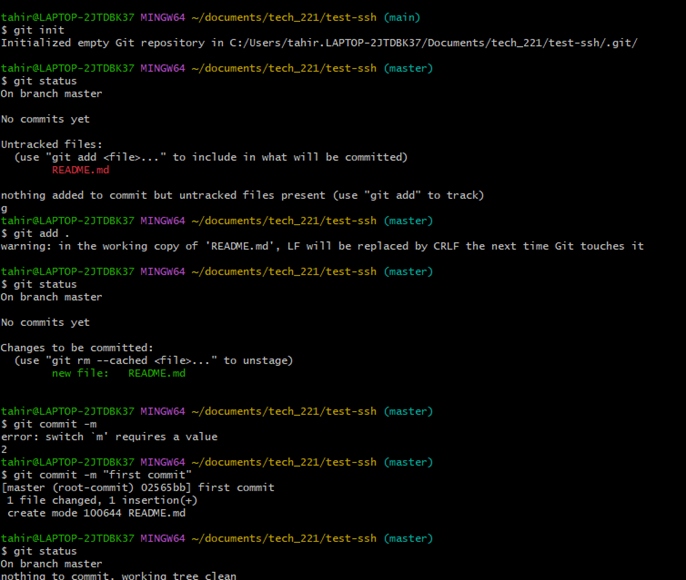 tahir@LAPTOP-2JTDBK37 MINGW64 ~/documents/tech_221/test-ssh (main)
$ git init
Initialized empty Git repository in C:/Users/tahir.LAPTOP-2JTDBK37/Documents/tech_221/test-ssh/.git/
tahir@LAPTOP-2JTDBK37 MINGW64 ~/documents/tech_221/test-ssh (master)
$ git status
On branch master
No commits yet
Untracked files:
(use "git add <file>..." to include in what will be committed)
README.md
nothing added to commit but untracked files present (use "git add" to track)
g
tahir@LAPTOP-2JTDBK37 MINGW64 ~/documents/tech_221/test-ssh (master)
$ git add .
warning: in the working copy of 'README.md', LF will be replaced by CRLF the next time Git touches it
tahir@LAPTOP-2JTDBK37 MINGW64 ~/documents/tech_221/test-ssh (master)
$ git status
On branch master
No commits yet
Changes to be committed:
(use "git rm --cached <file>..." to unstage)
new file:   README.md
tahir@LAPTOP-2JTDBK37 MINGW64 ~/documents/tech_221/test-ssh (master)
$ git commit -m
error: switch `m' requires a value
2
tahir@LAPTOP-2JTDBK37 MINGW64 ~/documents/tech_221/test-ssh (master)
$ git commit -m "first commit"
[master (root-commit) 02565bb] first commit
1 file changed, 1 insertion(+)
create mode 100644 README.md
tahir@LAPTOP-2JTDBK37 MINGW64 ~/documents/tech_221/test-ssh (master)
$ git status
On branch master
nothing to commit, working tree clean